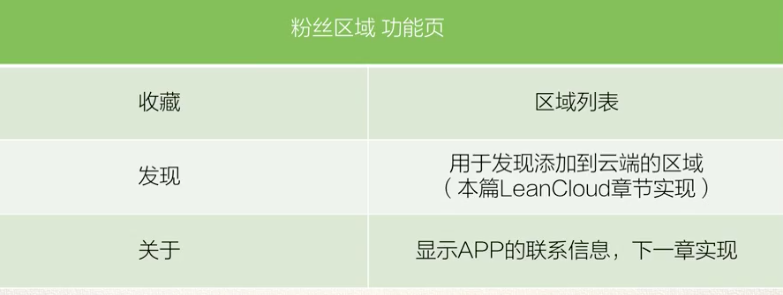 粉丝区域 功能页
收藏
区域列表
发现
用于发现添加到云端的区域
（本篇LeanCloud章节实现）
关于
显示APP的联系信息，下一章实现